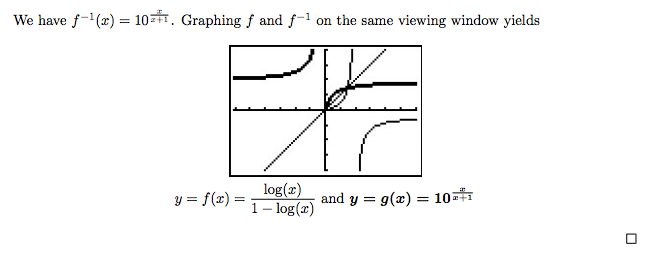 We have $f^{-1}(x) = 10^{\frac{x}{x+1}}$. Graphing $f$ and $f^{-1}$ on the same viewing window yields
$y = f(x) = \frac{\log(x)}{1 - \log(x)}$ and $\boldsymbol{y = g(x) = 10^{\frac{x}{x+1}}}$
□